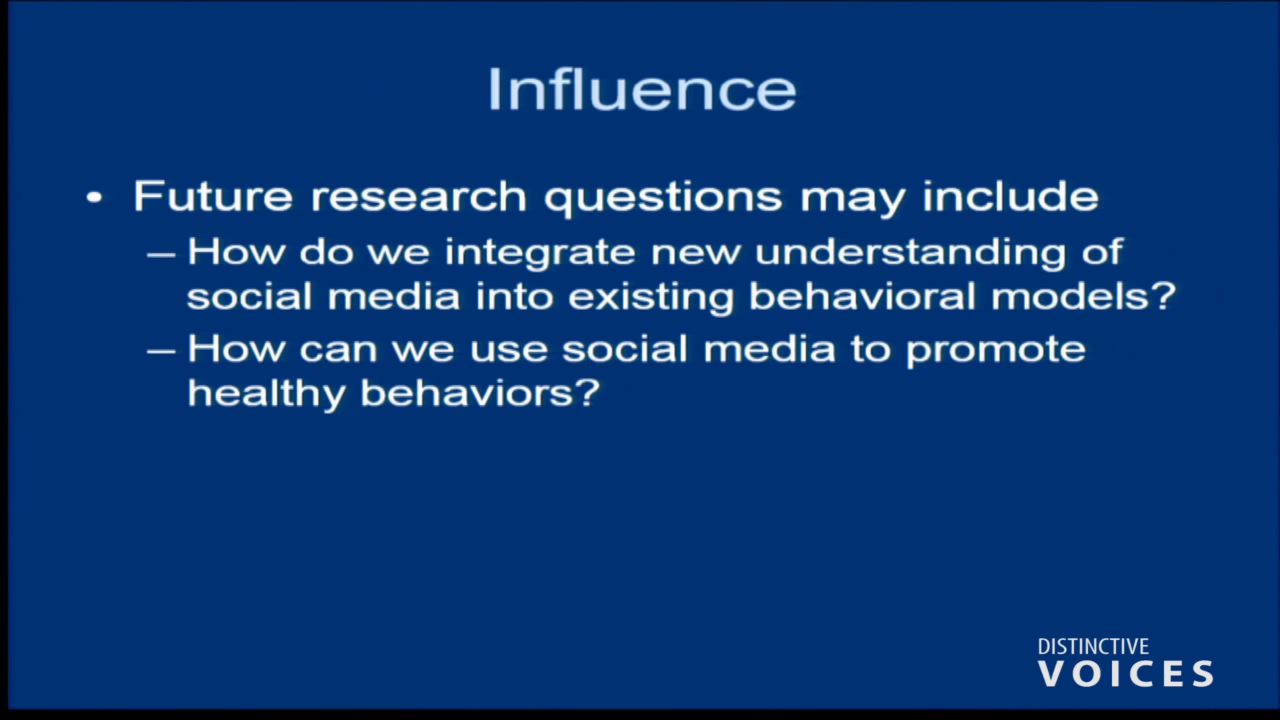 Influence
• Future research questions may include
– How do we integrate new understanding of
social media into existing behavioral models?
– How can we use social media to promote
healthy behaviors?
DISTINCTIVE
VOICES